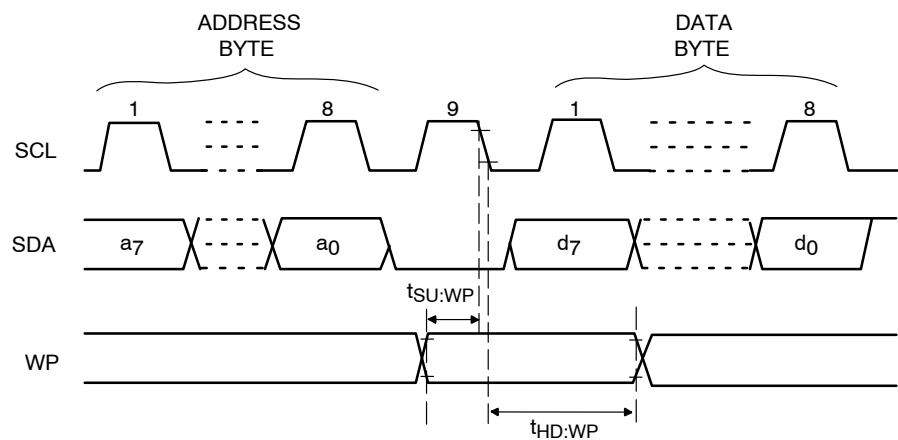 ADDRESS
BYTE
DATA
BYTE
1 8 9 1 8
SCL
SDA
a7 a0 d7 d0
tSU:WP
WP
tHD:WP